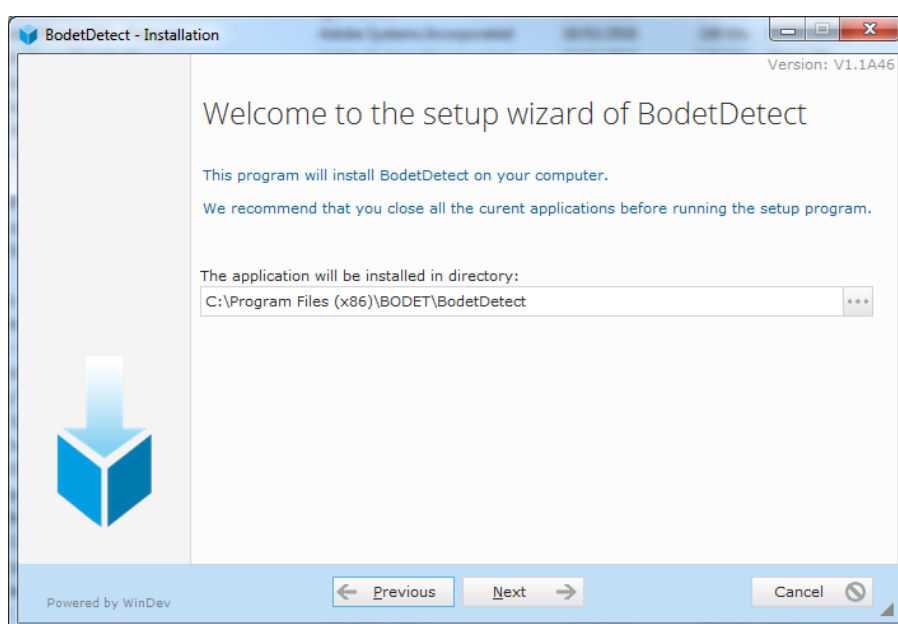 BodetDetect - Installation
Version: V1.1A46
Welcome to the setup wizard of BodetDetect
This program will install BodetDetect on your computer.
We recommend that you close all the curent applications before running the setup program.
The application will be installed in directory:
C:\Program Files (x86)\BODET\BodetDetect
Powered by WinDev
Previous
Next
Cancel